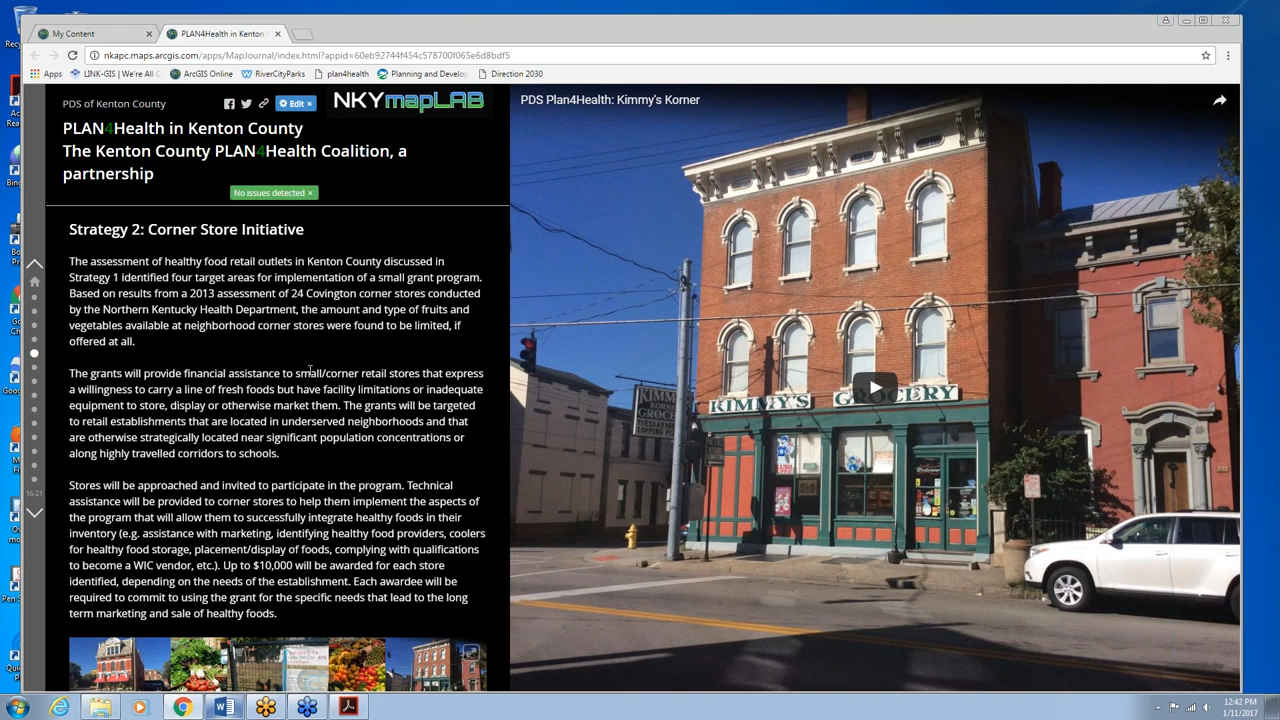 My Content
PLAN4Health in Kenton
nkapc.maps.arcgis.com/apps/MapJournal/index.html?appid=60eb92744f454c578700f065e6d8bdf5
Apps LINK-GIS | We're All C ArcGIS Online RiverCityParks plan4health Planning and Develo Direction 2030
PDS of Kenton County
Edit
NKYmapLAB
PLAN4Health in Kenton County
The Kenton County PLAN4Health Coalition, a
partnership
No issues detected
Strategy 2: Corner Store Initiative
The assessment of healthy food retail outlets in Kenton County discussed in
Strategy 1 identified four target areas for implementation of a small grant program.
Based on results from a 2013 assessment of 24 Covington corner stores conducted
by the Northern Kentucky Health Department, the amount and type of fruits and
vegetables available at neighborhood corner stores were found to be limited, if
offered at all.
The grants will provide financial assistance to small/corner retail stores that express
a willingness to carry a line of fresh foods but have facility limitations or inadequate
equipment to store, display or otherwise market them. The grants will be targeted
to retail establishments that are located in underserved neighborhoods and that
are otherwise strategically located near significant population concentrations or
along highly travelled corridors to schools.
Stores will be approached and invited to participate in the program. Technical
assistance will be provided to corner stores to help them implement the aspects of
the program that will allow them to successfully integrate healthy foods in their
inventory (e.g. assistance with marketing, identifying healthy food providers, coolers
for healthy food storage, placement/display of foods, complying with qualifications
to become a WIC vendor, etc.). Up to $10,000 will be awarded for each store
identified, depending on the needs of the establishment. Each awardee will be
required to commit to using the grant for the specific needs that lead to the long
term marketing and sale of healthy foods.
16-21
PDS Plan4Health: Kimmy's Korner
KIMMY'S GROCERY
12:42 PM
1/11/2017